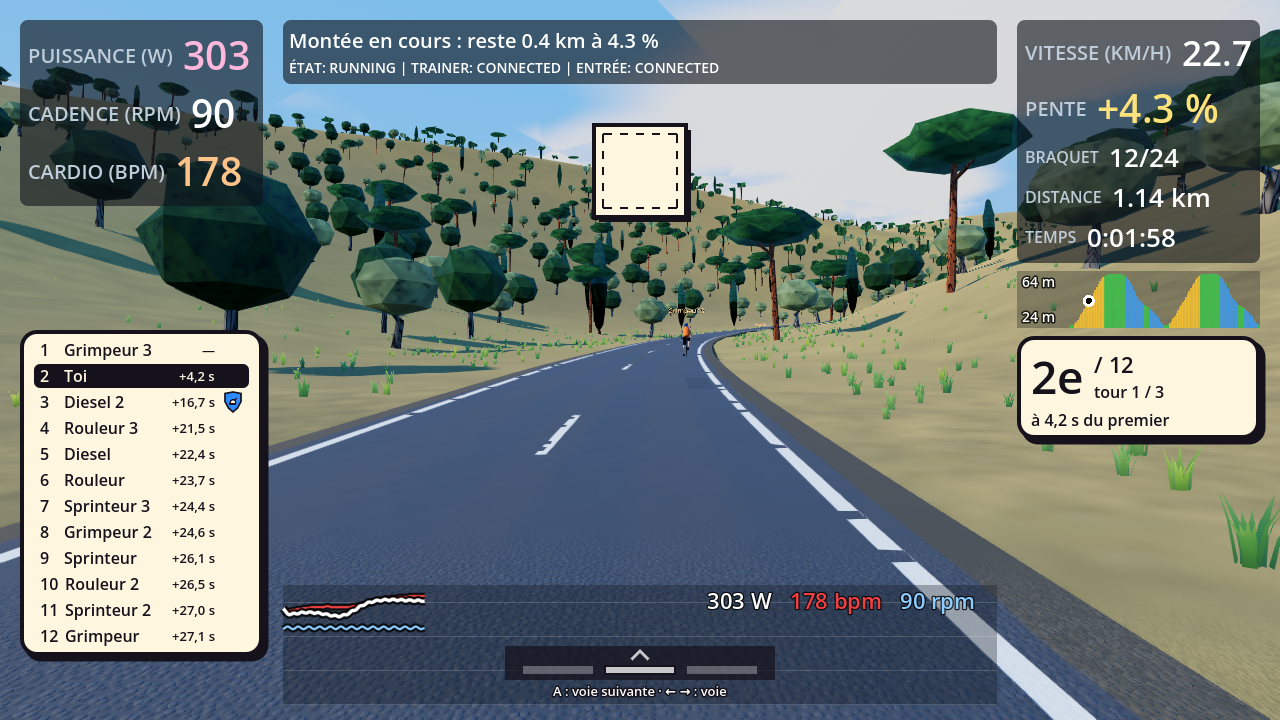 PUISSANCE (W) 303
CADENCE (RPM) 90
CARDIO (BPM) 178
Montée en cours : reste 0.4 km à 4.3 %
ÉTAT: RUNNING | TRAINER: CONNECTED | ENTRÉE: CONNECTED
VITESSE (KM/H) 22.7
PENTE +4.3 %
BRAQUET 12/24
DISTANCE 1.14 km
TEMPS 0:01:58
64 m
24 m
2e / 12
tour 1 / 3
à 4,2 s du premier
1 Grimpeur 3 —
2 Toi +4,2 s
3 Diesel 2 +16,7 s
4 Rouleur 3 +21,5 s
5 Diesel +22,4 s
6 Rouleur +23,7 s
7 Sprinteur 3 +24,4 s
8 Grimpeur 2 +24,6 s
9 Sprinteur +26,1 s
10 Rouleur 2 +26,5 s
11 Sprinteur 2 +27,0 s
12 Grimpeur +27,1 s
303 W 178 bpm 90 rpm
A : voie suivante · ← → : voie